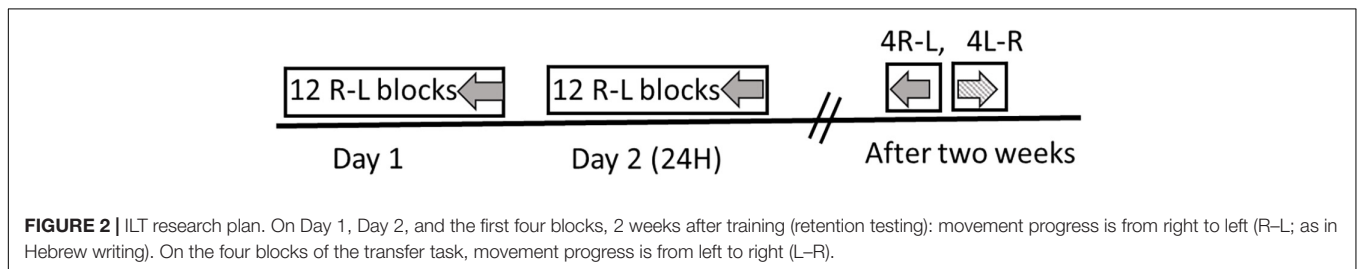 4R-L, 4L-R
12 R-L blocks 12 R-L blocks
Day 1 Day 2 (24H) After two weeks
FIGURE 2 | ILT research plan. On Day 1, Day 2, and the first four blocks, 2 weeks after training (retention testing): movement progress is from right to left (R–L; as in
Hebrew writing). On the four blocks of the transfer task, movement progress is from left to right (L–R).